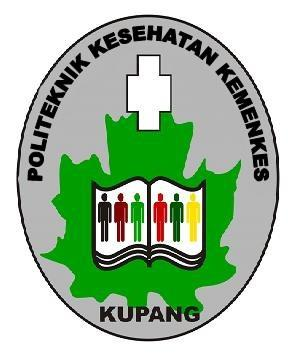 POLITEKNIK KESEHATAN KEMENKES
KUPANG